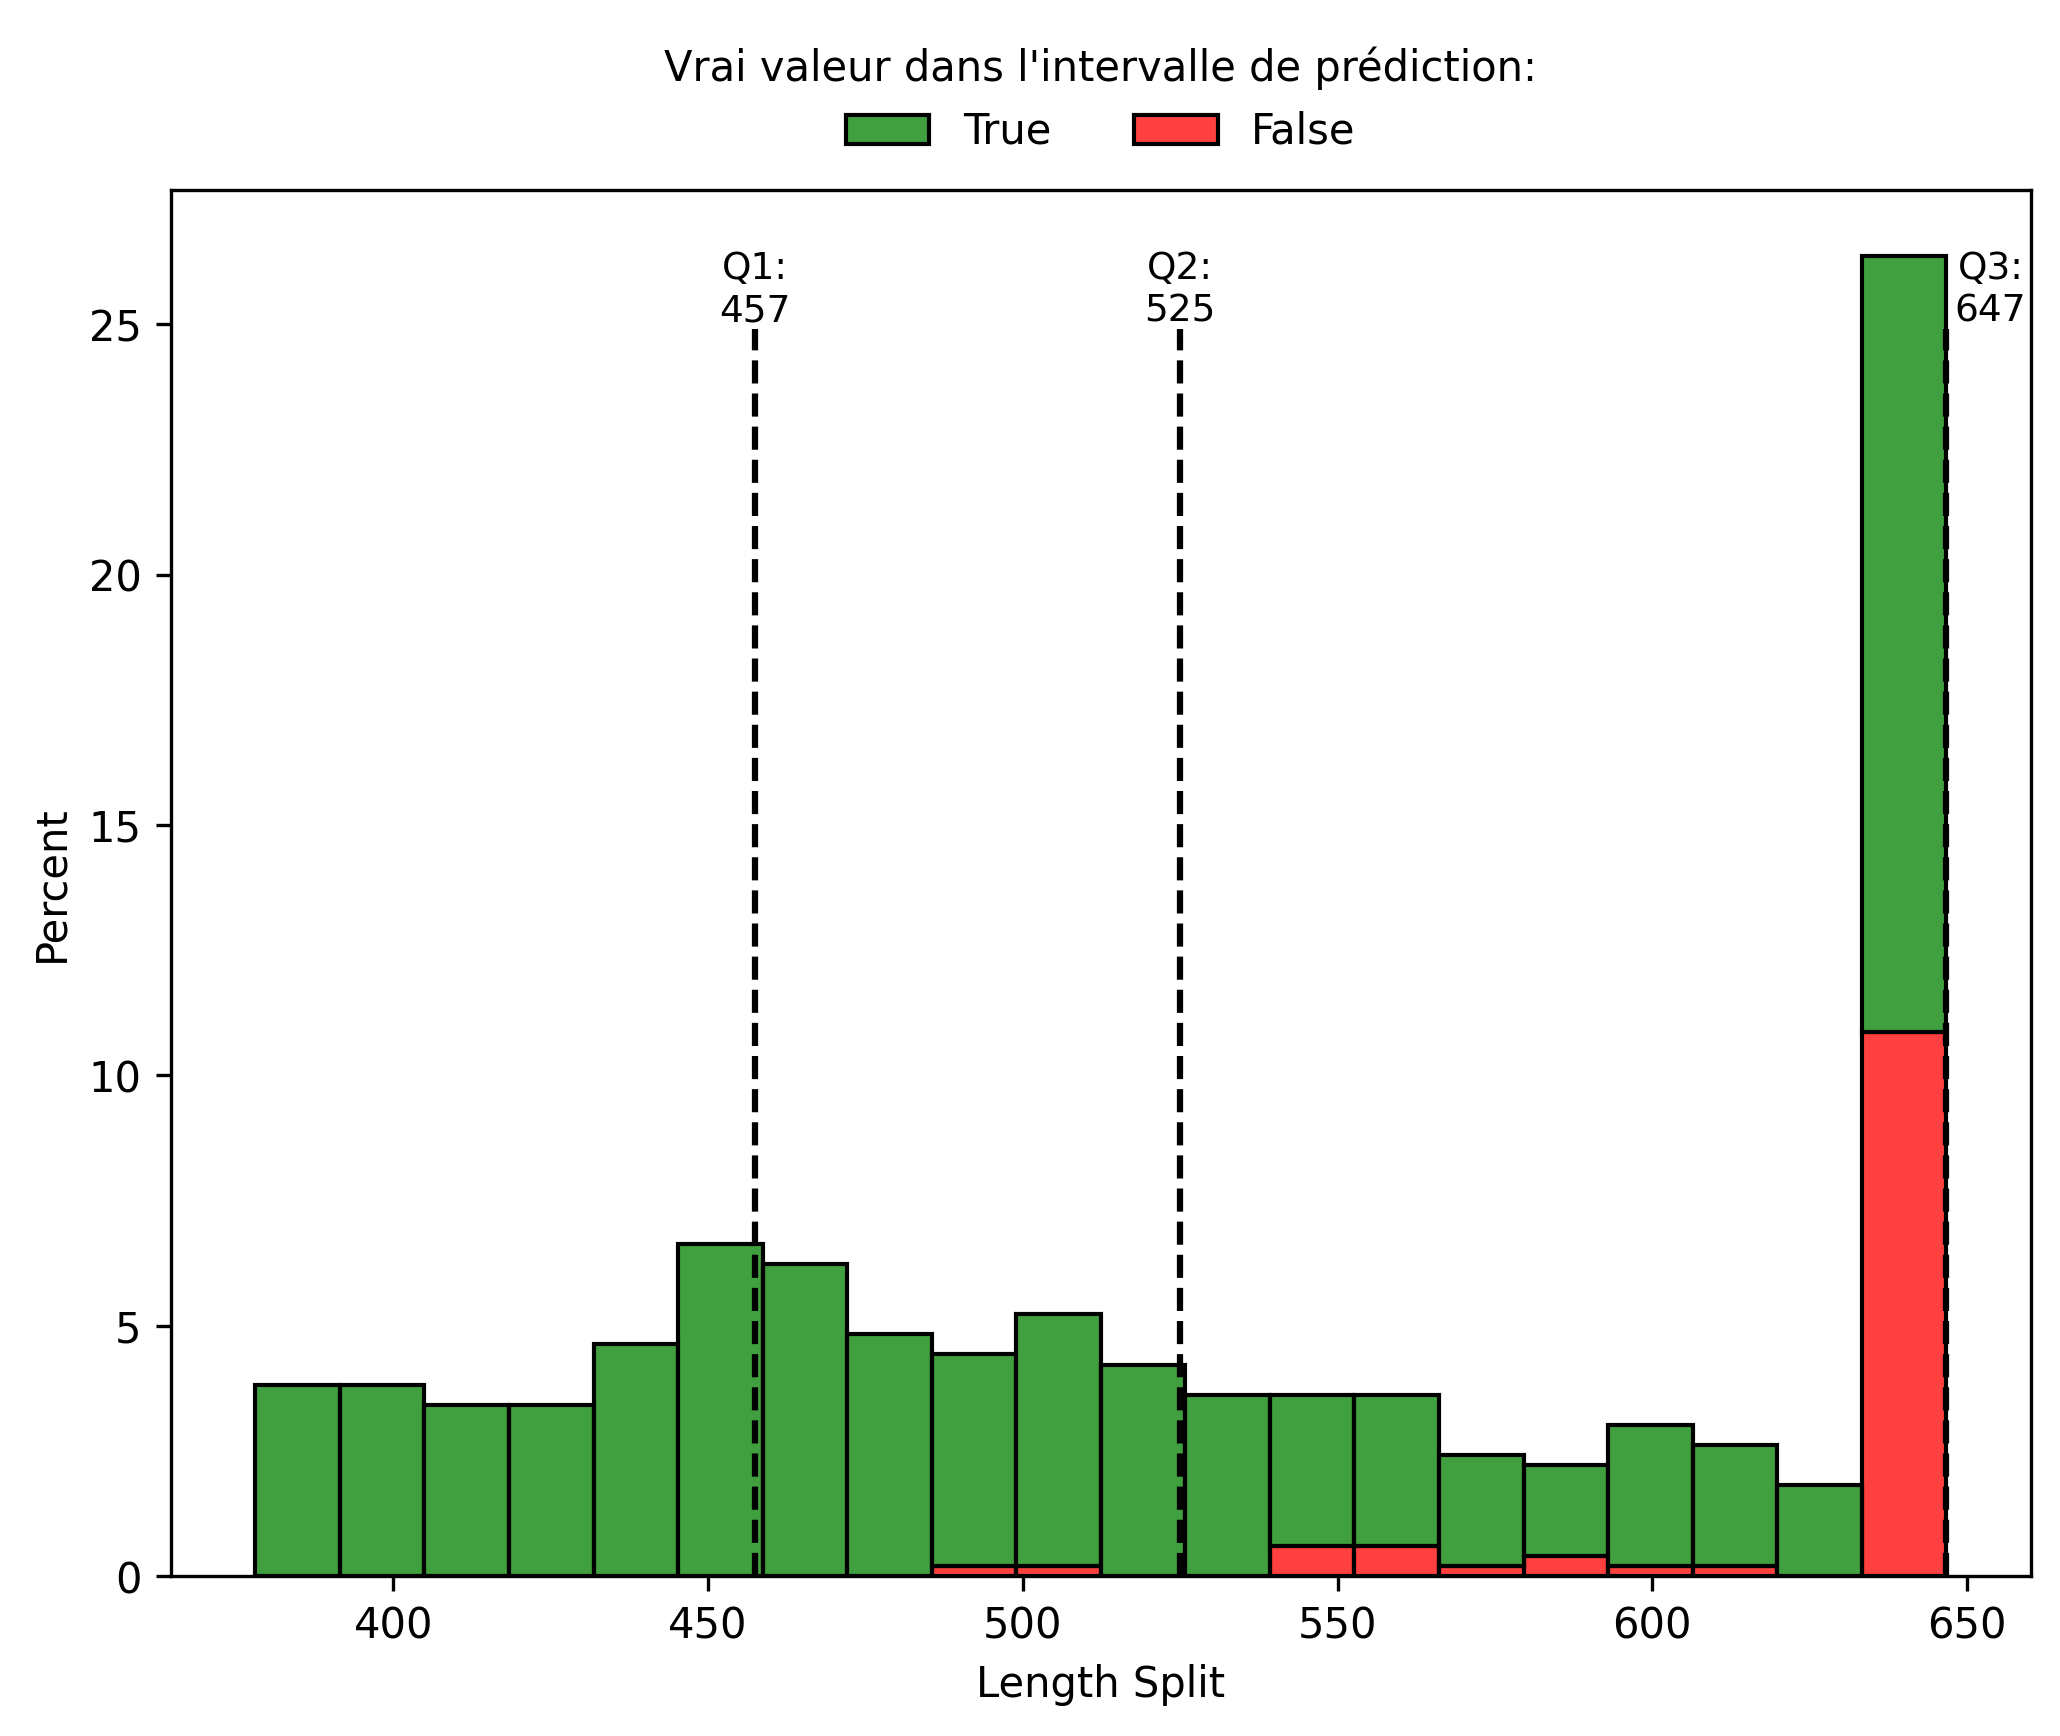 Vrai valeur dans l'intervalle de prédiction:
True False
Q1:
457
Q2:
525
Q3:
647
25
20
15
10
5
0
Percent
400 450 500 550 600 650
Length Split